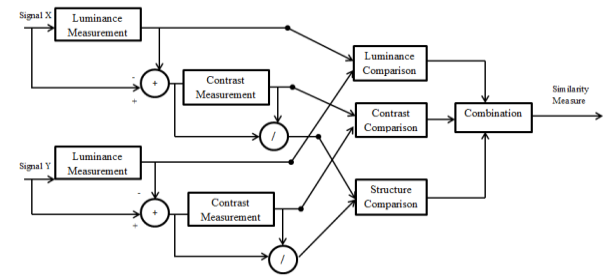 Signal X
Luminance
Measurement
-
+
+
Contrast
Measurement
/
Luminance
Comparison
Contrast
Comparison
Combination
Similarity
Measure
Signal Y
Luminance
Measurement
-
+
+
Contrast
Measurement
/
Structure
Comparison